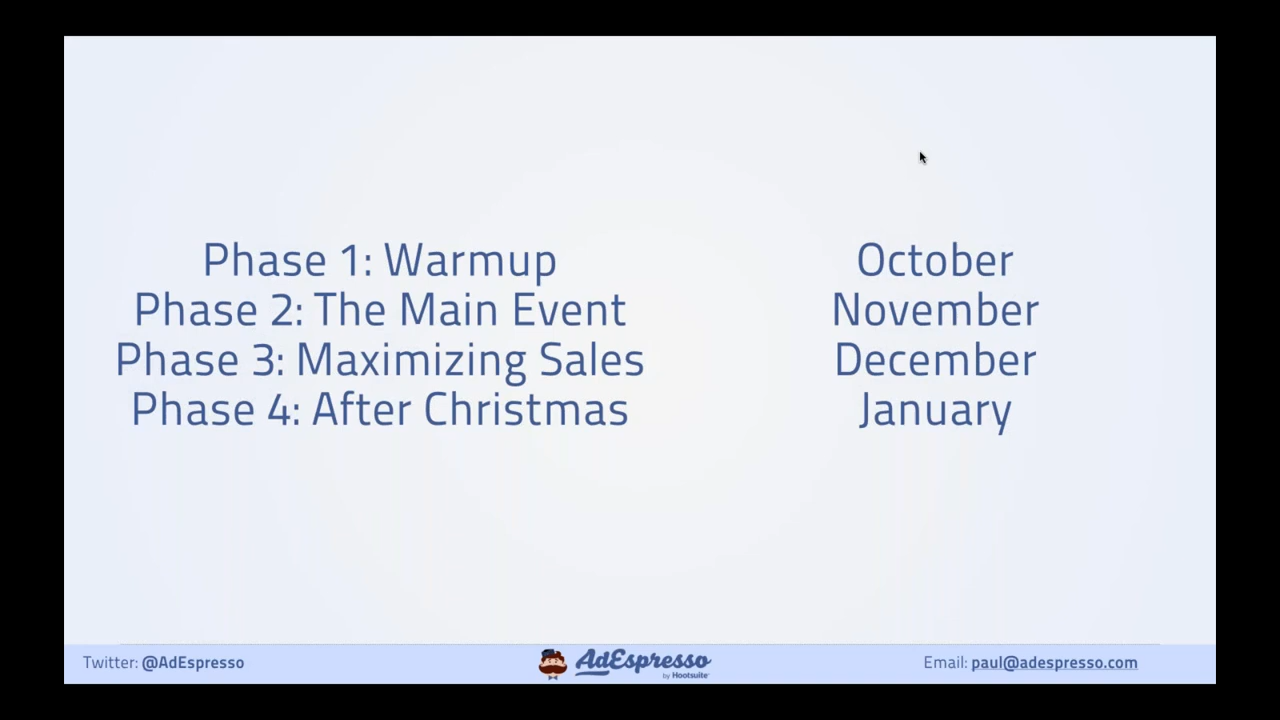 Phase 1: Warmup October
Phase 2: The Main Event November
Phase 3: Maximizing Sales December
Phase 4: After Christmas January
Twitter: @AdEspresso AdEspresso Email: paul@adespresso.com
by Hootsuite